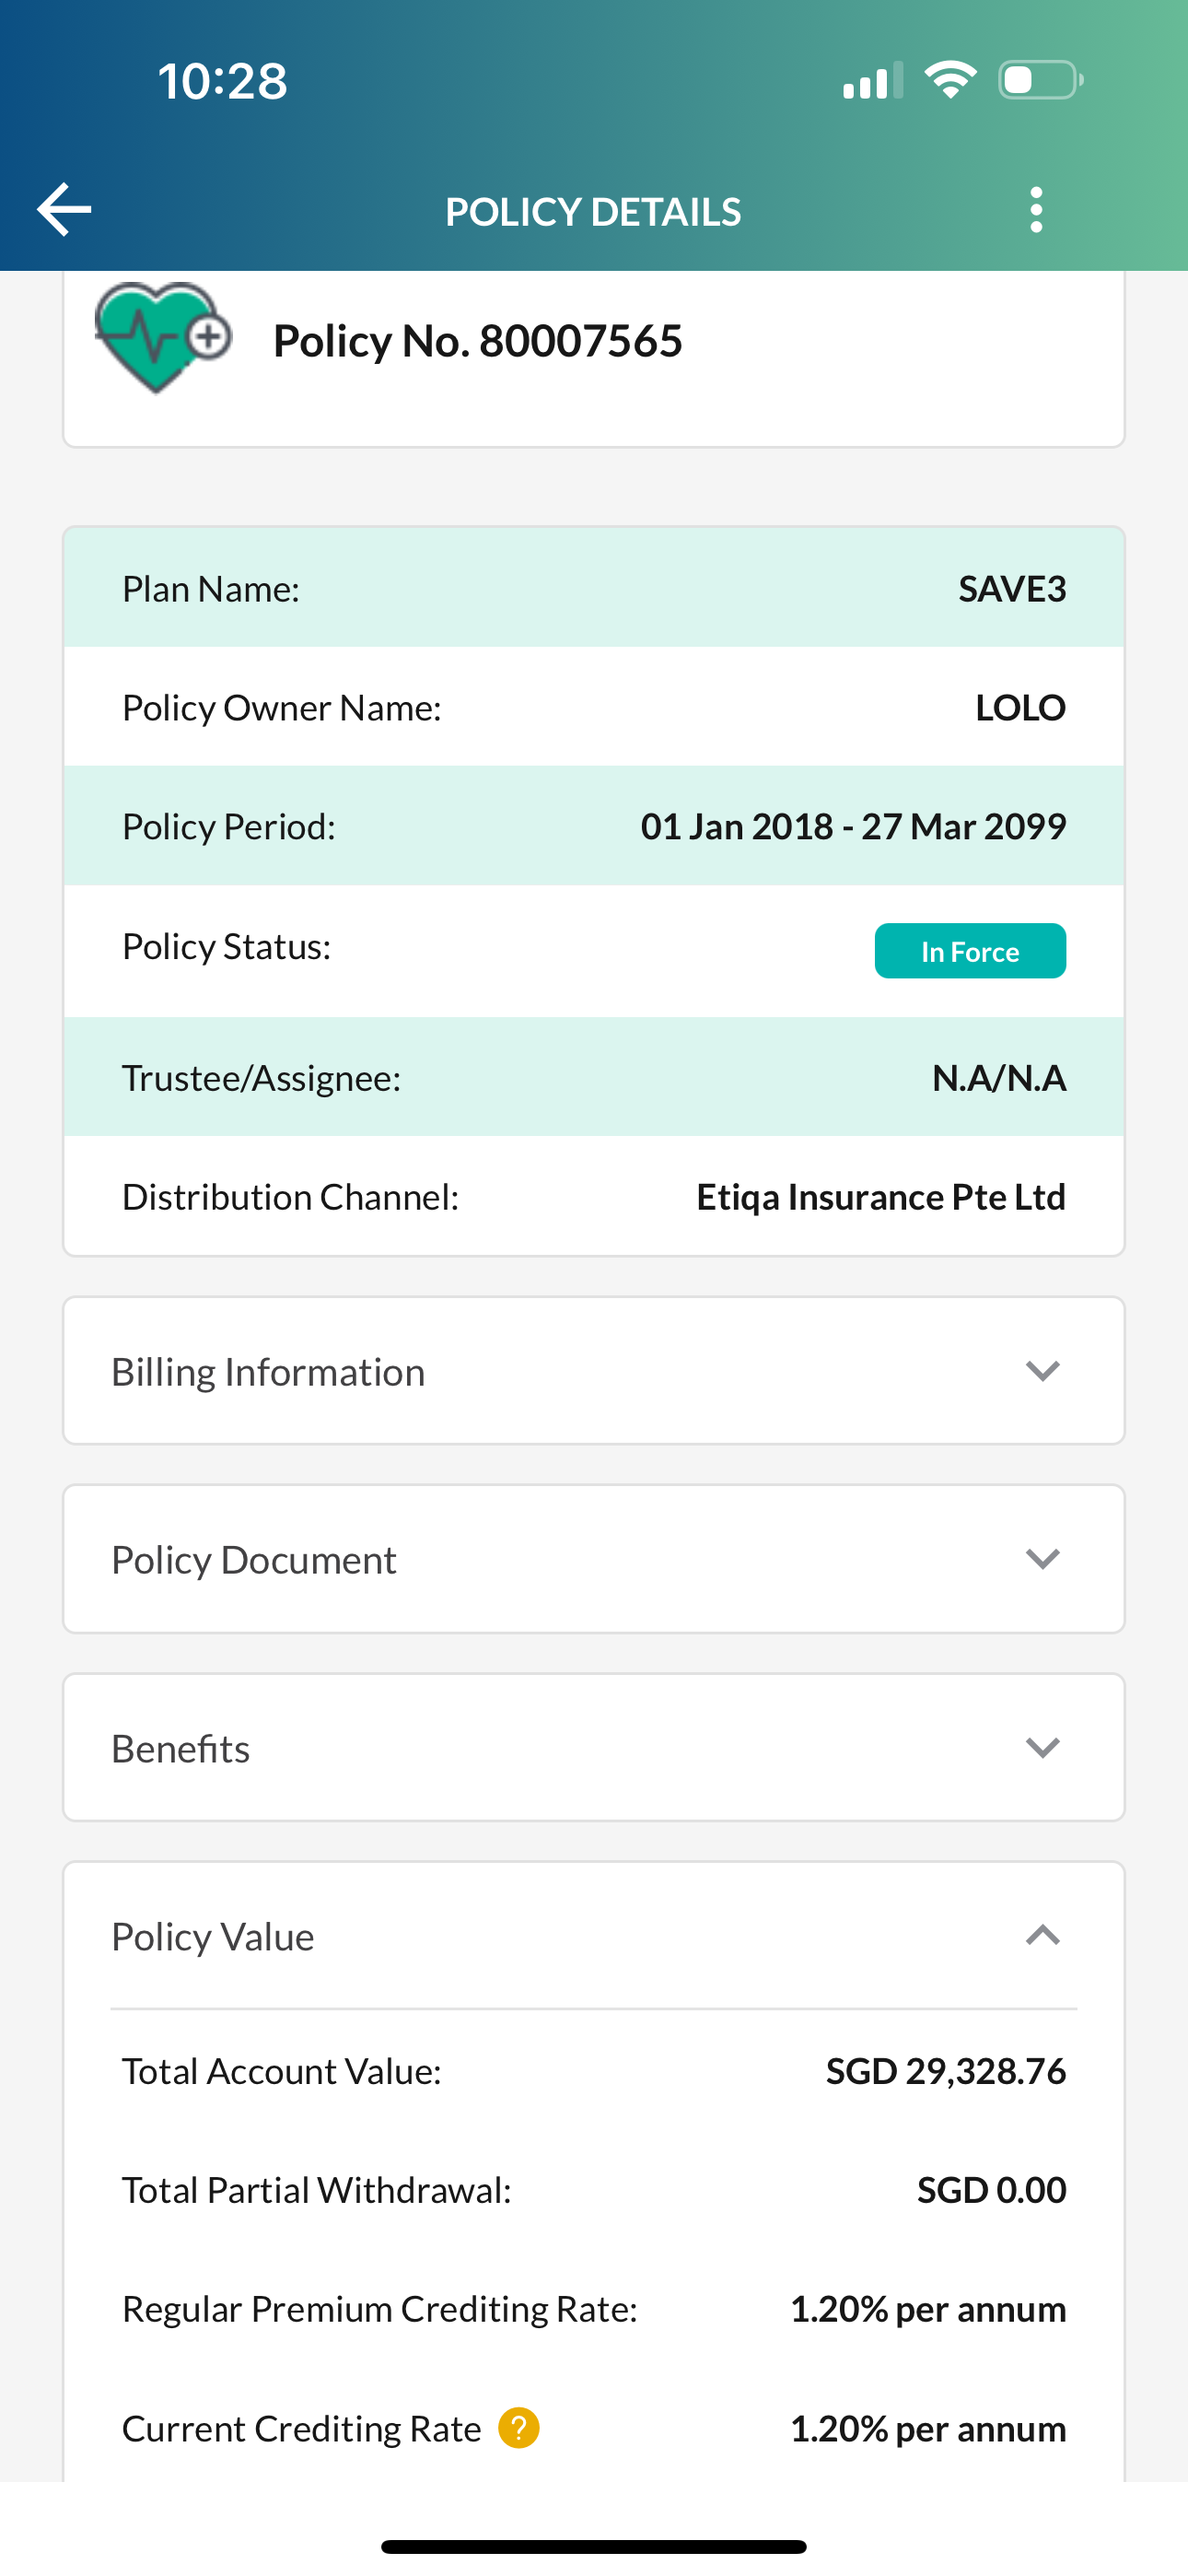 10:28
POLICY DETAILS
Policy No. 80007565
Plan Name: SAVE3
Policy Owner Name: LOLO
Policy Period: 01 Jan 2018 - 27 Mar 2099
Policy Status: In Force
Trustee/Assignee: N.A/N.A
Distribution Channel: Etiqa Insurance Pte Ltd
Billing Information
Policy Document
Benefits
Policy Value
Total Account Value: SGD 29,328.76
Total Partial Withdrawal: SGD 0.00
Regular Premium Crediting Rate: 1.20% per annum
Current Crediting Rate ? 1.20% per annum